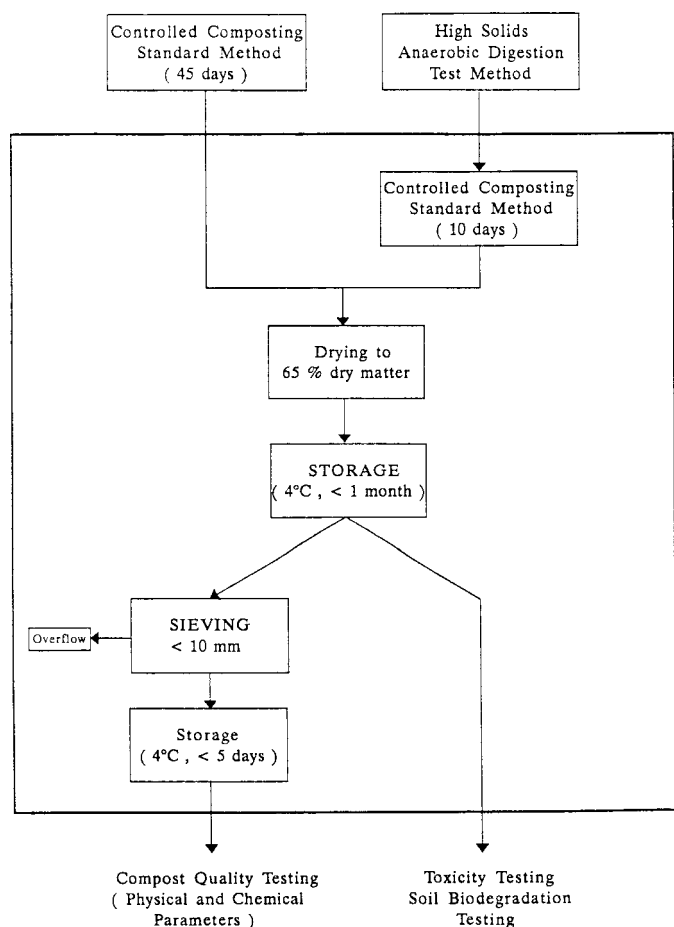 Controlled Composting
Standard Method
( 45 days )
High Solids
Anaerobic Digestion
Test Method
Controlled Composting
Standard Method
( 10 days )
Drying to
65 % dry matter
STORAGE
( 4°C , < 1 month )
SIEVING
< 10 mm
Overflow
Storage
( 4°C , < 5 days )
Compost Quality Testing
( Physical and Chemical
Parameters )
Toxicity Testing
Soil Biodegradation
Testing